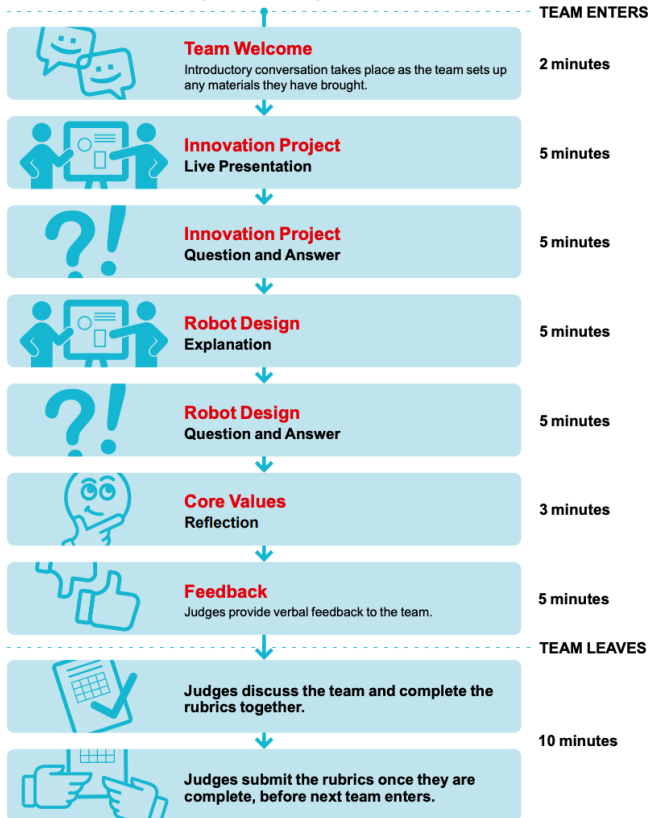 TEAM ENTERS
Team Welcome
Introductory conversation takes place as the team sets up
any materials they have brought.
2 minutes
Innovation Project
Live Presentation
5 minutes
Innovation Project
Question and Answer
5 minutes
Robot Design
Explanation
5 minutes
Robot Design
Question and Answer
5 minutes
Core Values
Reflection
3 minutes
Feedback
Judges provide verbal feedback to the team.
5 minutes
TEAM LEAVES
Judges discuss the team and complete the
rubrics together.
10 minutes
Judges submit the rubrics once they are
complete, before next team enters.